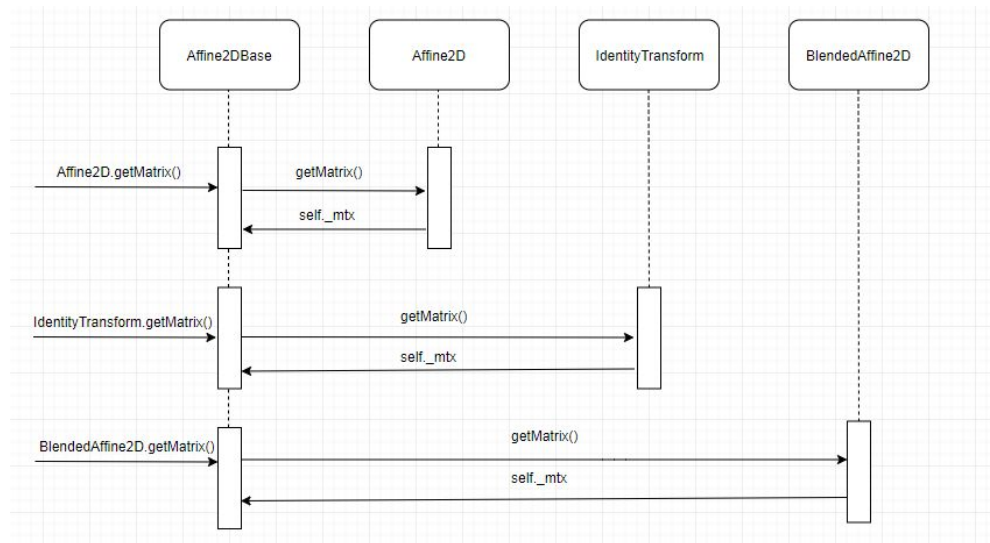 Affine2DBase
Affine2D
IdentityTransform
BlendedAffine2D
Affine2D.getMatrix()
getMatrix()
self._mtx
IdentityTransform.getMatrix()
getMatrix()
self._mtx
BlendedAffine2D.getMatrix()
getMatrix()
self._mtx